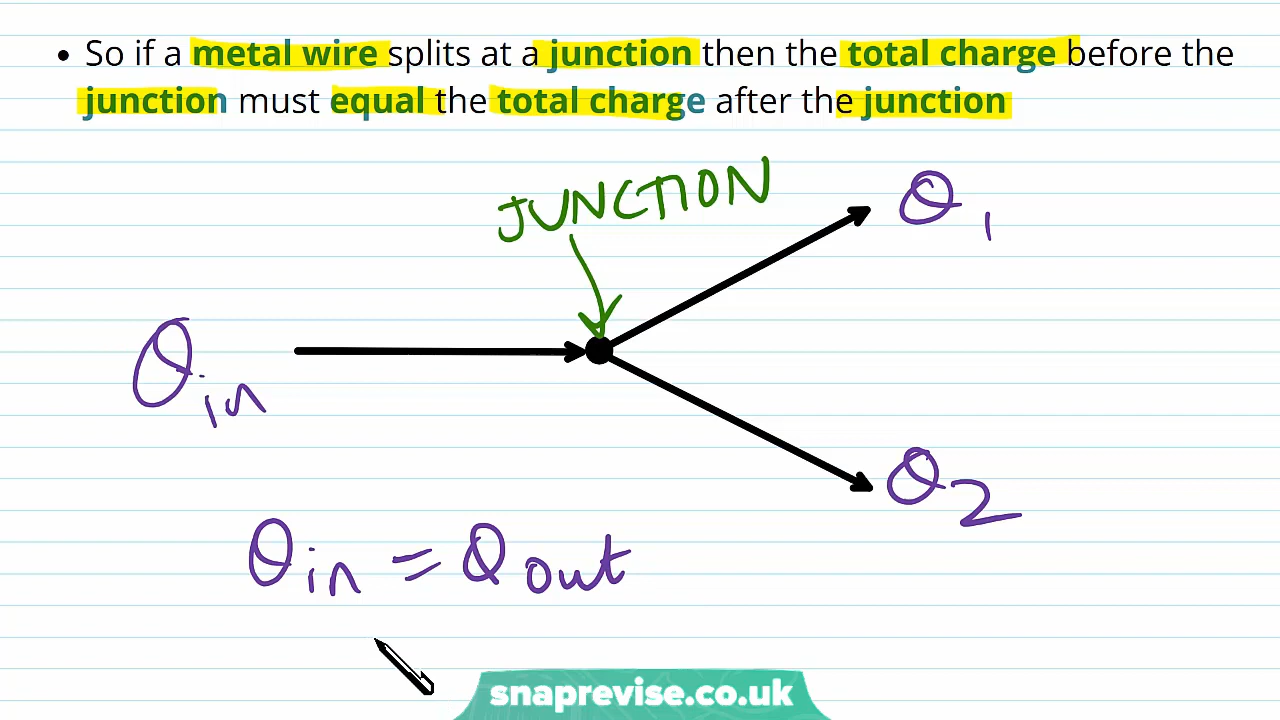 • So if a metal wire splits at a junction then the total charge before the
junction must equal the total charge after the junction
JUNCTION
Q1
Qin
Q2
Qin = Qout
snaprevise.co.uk